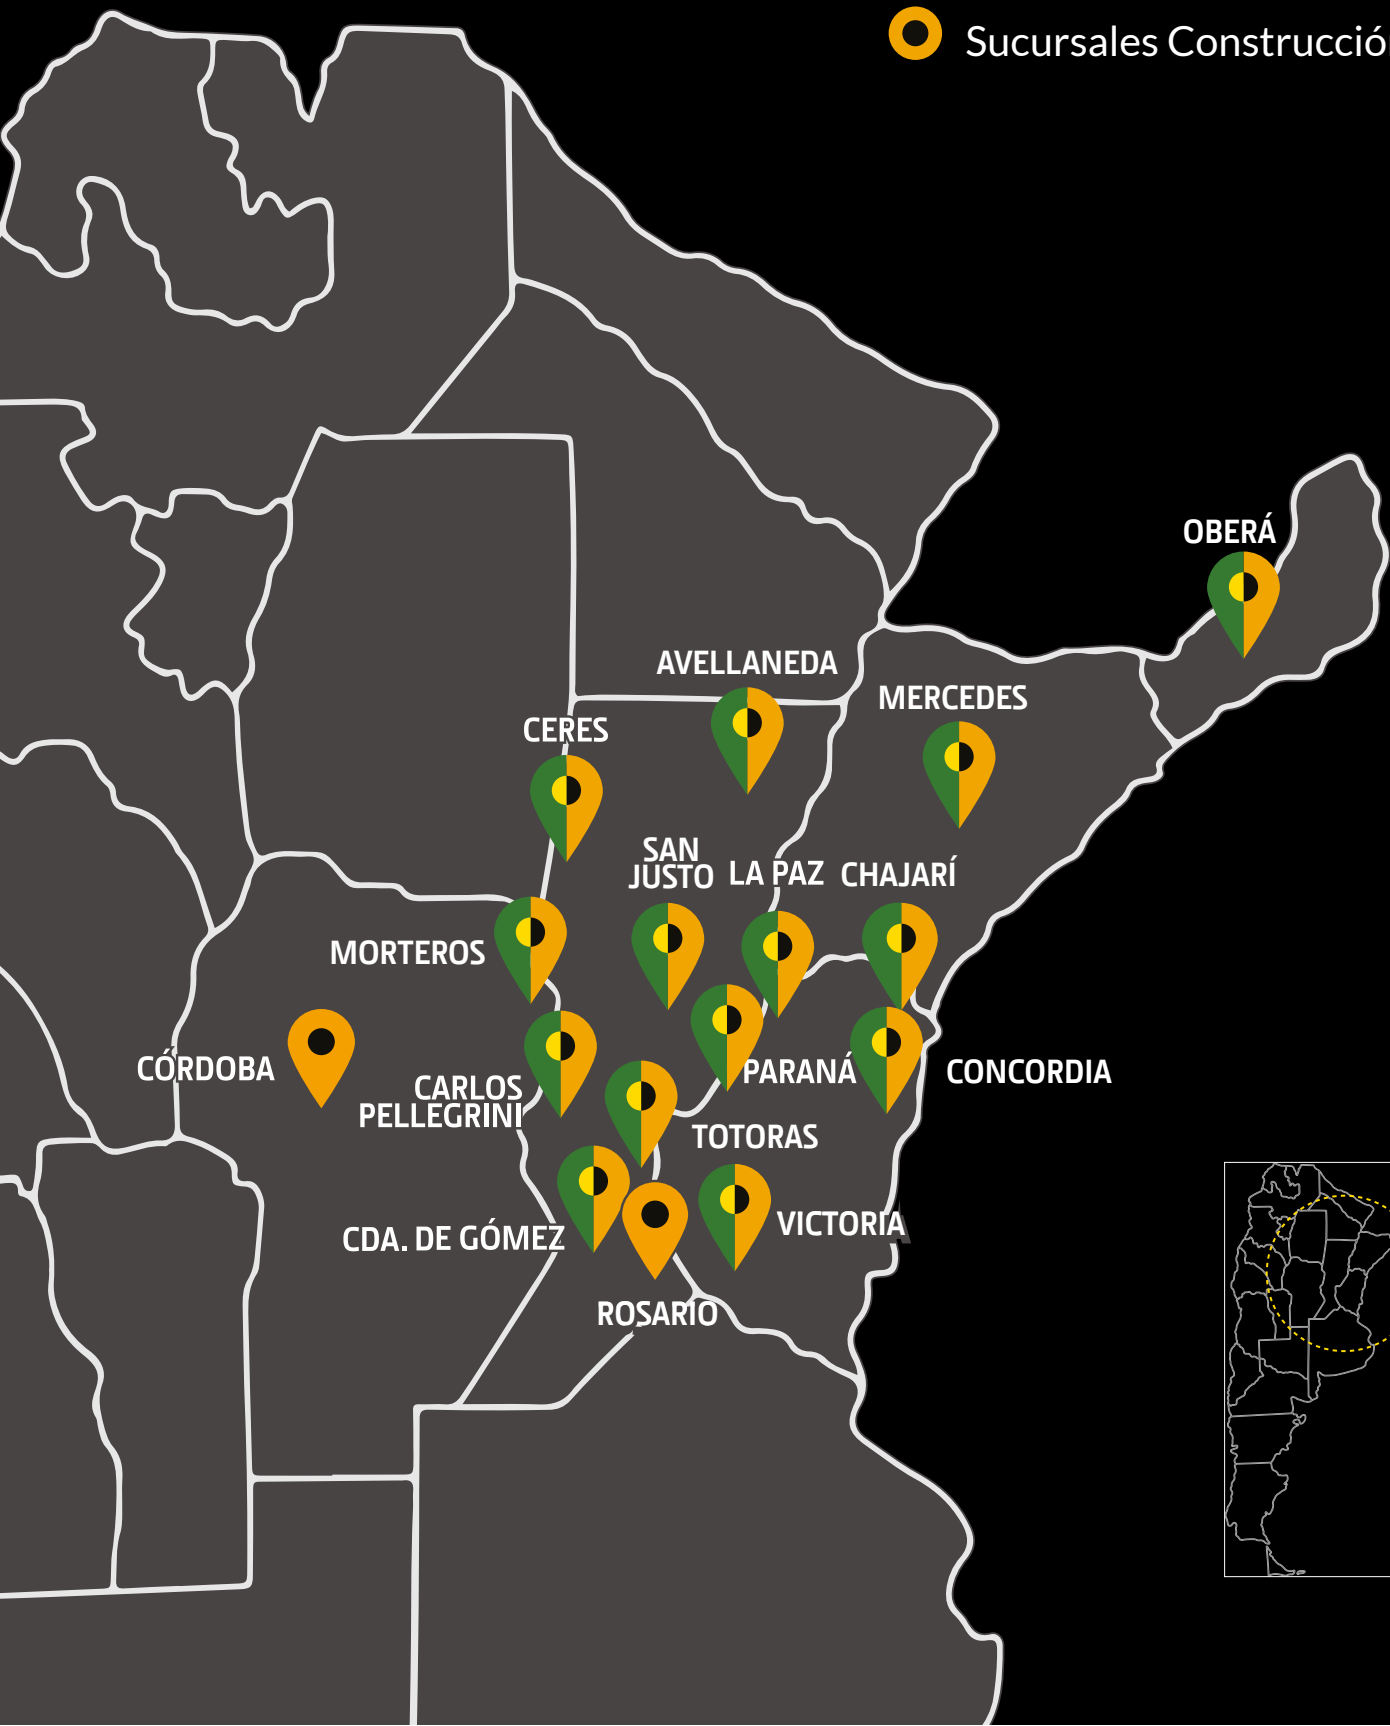 Sucursales Construcció
OBERÁ
AVELLANEDA
MERCEDES
CERES
SAN
JUSTO
LA PAZ
CHAJARÍ
MORTEROS
CÓRDOBA
CARLOS
PELLEGRINI
PARANÁ
CONCORDIA
TOTORAS
CDA. DE GÓMEZ
VICTORIA
ROSARIO